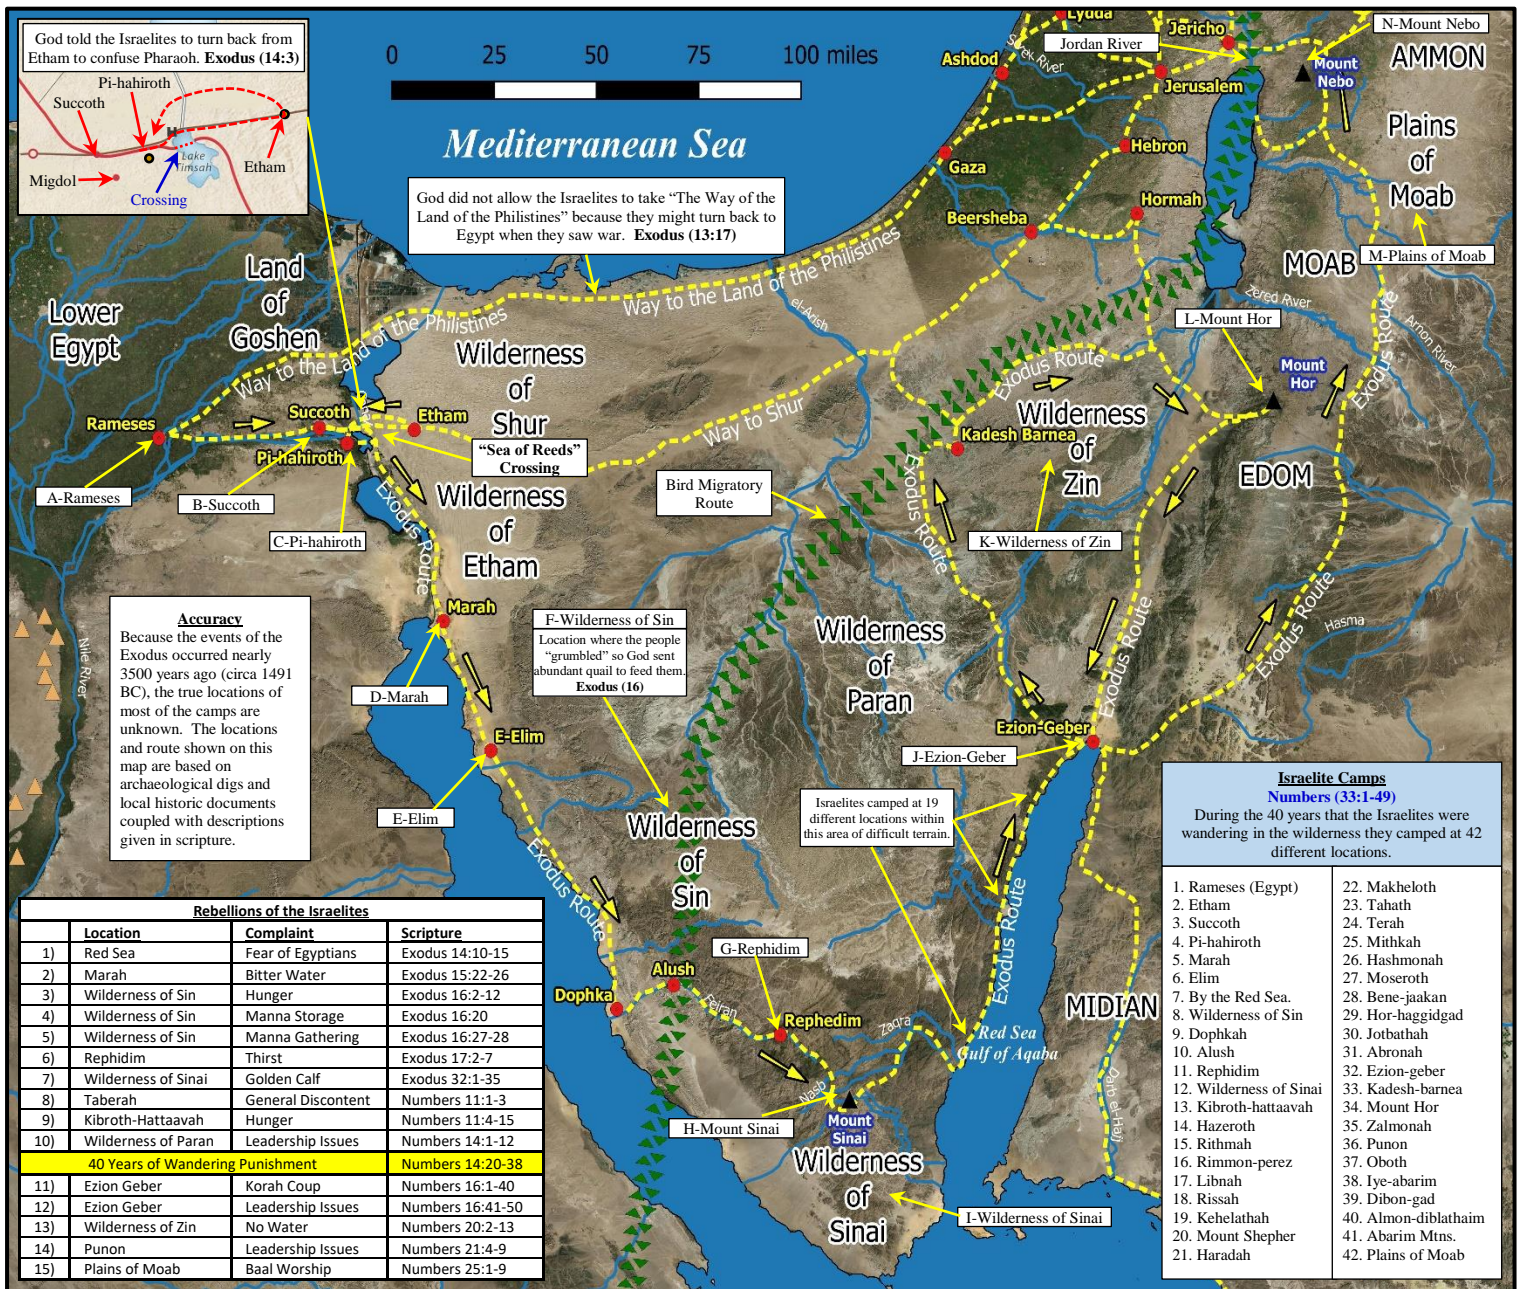 God told the Israelites to turn back from
Etham to confuse Pharaoh. Exodus (14:3)
Pi-hahiroth
Succoth
H
Lake
Timsah
Etham
Migdol
Crossing
0 25 50 75 100 miles
Mediterranean Sea
God did not allow the Israelites to take “The Way of the
Land of the Philistines” because they might turn back to
Egypt when they saw war. Exodus (13:17)
Lydda
Jericho
N-Mount Nebo
Jordan River
Sorek River
Ashdod
Mount
Nebo
AMMON
Jerusalem
Plains
of
Moab
Gaza
Hebron
Hormah
Beersheba
MOAB
M-Plains of Moab
Zered River
Arnon River
L-Mount Hor
Mount
Hor
Exodus Route
Land
of
Goshen
Lower
Egypt
Way to the Land of the Philistines
Way to the Land of the Philistines
el-Arish
Wilderness
of
Shur
Exodus Route
Way to Shur
Rameses
Succoth
Etham
Pi-hahiroth
“Sea of Reeds”
Crossing
A-Rameses
B-Succoth
C-Pi-hahiroth
Exodus Route
Wilderness
of
Etham
Bird Migratory
Route
Kadesh Barnea
Wilderness
of
Zin
EDOM
Exodus Route
K-Wilderness of Zin
Accuracy
Because the events of the
Exodus occurred nearly
3500 years ago (circa 1491
BC), the true locations of
most of the camps are
unknown. The locations
and route shown on this
map are based on
archaeological digs and
local historic documents
coupled with descriptions
given in scripture.
Nile River
Marah
D-Marah
E-Elim
E-Elim
F-Wilderness of Sin
Location where the people
“grumbled” so God sent
abundant quail to feed them.
Exodus (16)
Wilderness
of
Paran
Exodus Route
Exodus Route
Hasma
Ezion-Geber
J-Ezion-Geber
Israelites camped at 19
different locations within
this area of difficult terrain.
Wilderness
of
Sin
Exodus Route
Exodus Route
G-Rephidim
Alush
Dophka
Feiran
Rephedim
Zaqra
Nasb
Red Sea
Gulf of Aqaba
MIDIAN
Darb el-Hajj
H-Mount Sinai
Mount
Sinai
Wilderness
of
Sinai
I-Wilderness of Sinai
Rebellions of the Israelites
Location Complaint Scripture
1) Red Sea Fear of Egyptians Exodus 14:10-15
2) Marah Bitter Water Exodus 15:22-26
3) Wilderness of Sin Hunger Exodus 16:2-12
4) Wilderness of Sin Manna Storage Exodus 16:20
5) Wilderness of Sin Manna Gathering Exodus 16:27-28
6) Rephidim Thirst Exodus 17:2-7
7) Wilderness of Sinai Golden Calf Exodus 32:1-35
8) Taberah General Discontent Numbers 11:1-3
9) Kibroth-Hattaavah Hunger Numbers 11:4-15
10) Wilderness of Paran Leadership Issues Numbers 14:1-12
40 Years of Wandering Punishment Numbers 14:20-38
11) Ezion Geber Korah Coup Numbers 16:1-40
12) Ezion Geber Leadership Issues Numbers 16:41-50
13) Wilderness of Zin No Water Numbers 20:2-13
14) Punon Leadership Issues Numbers 21:4-9
15) Plains of Moab Baal Worship Numbers 25:1-9
Israelite Camps
Numbers (33:1-49)
During the 40 years that the Israelites were
wandering in the wilderness they camped at 42
different locations.
1. Rameses (Egypt)
2. Etham
3. Succoth
4. Pi-hahiroth
5. Marah
6. Elim
7. By the Red Sea.
8. Wilderness of Sin
9. Dophkah
10. Alush
11. Rephidim
12. Wilderness of Sinai
13. Kibroth-hattaavah
14. Hazeroth
15. Rithmah
16. Rimmon-perez
17. Libnah
18. Rissah
19. Kehelathah
20. Mount Shepher
21. Haradah
22. Makheloth
23. Tahath
24. Terah
25. Mithkah
26. Hashmonah
27. Moseroth
28. Bene-jaakan
29. Hor-haggidgad
30. Jotbathah
31. Abronah
32. Ezion-geber
33. Kadesh-barnea
34. Mount Hor
35. Zalmonah
36. Punon
37. Oboth
38. Iye-abarim
39. Dibon-gad
40. Almon-diblathaim
41. Abarim Mtns.
42. Plains of Moab